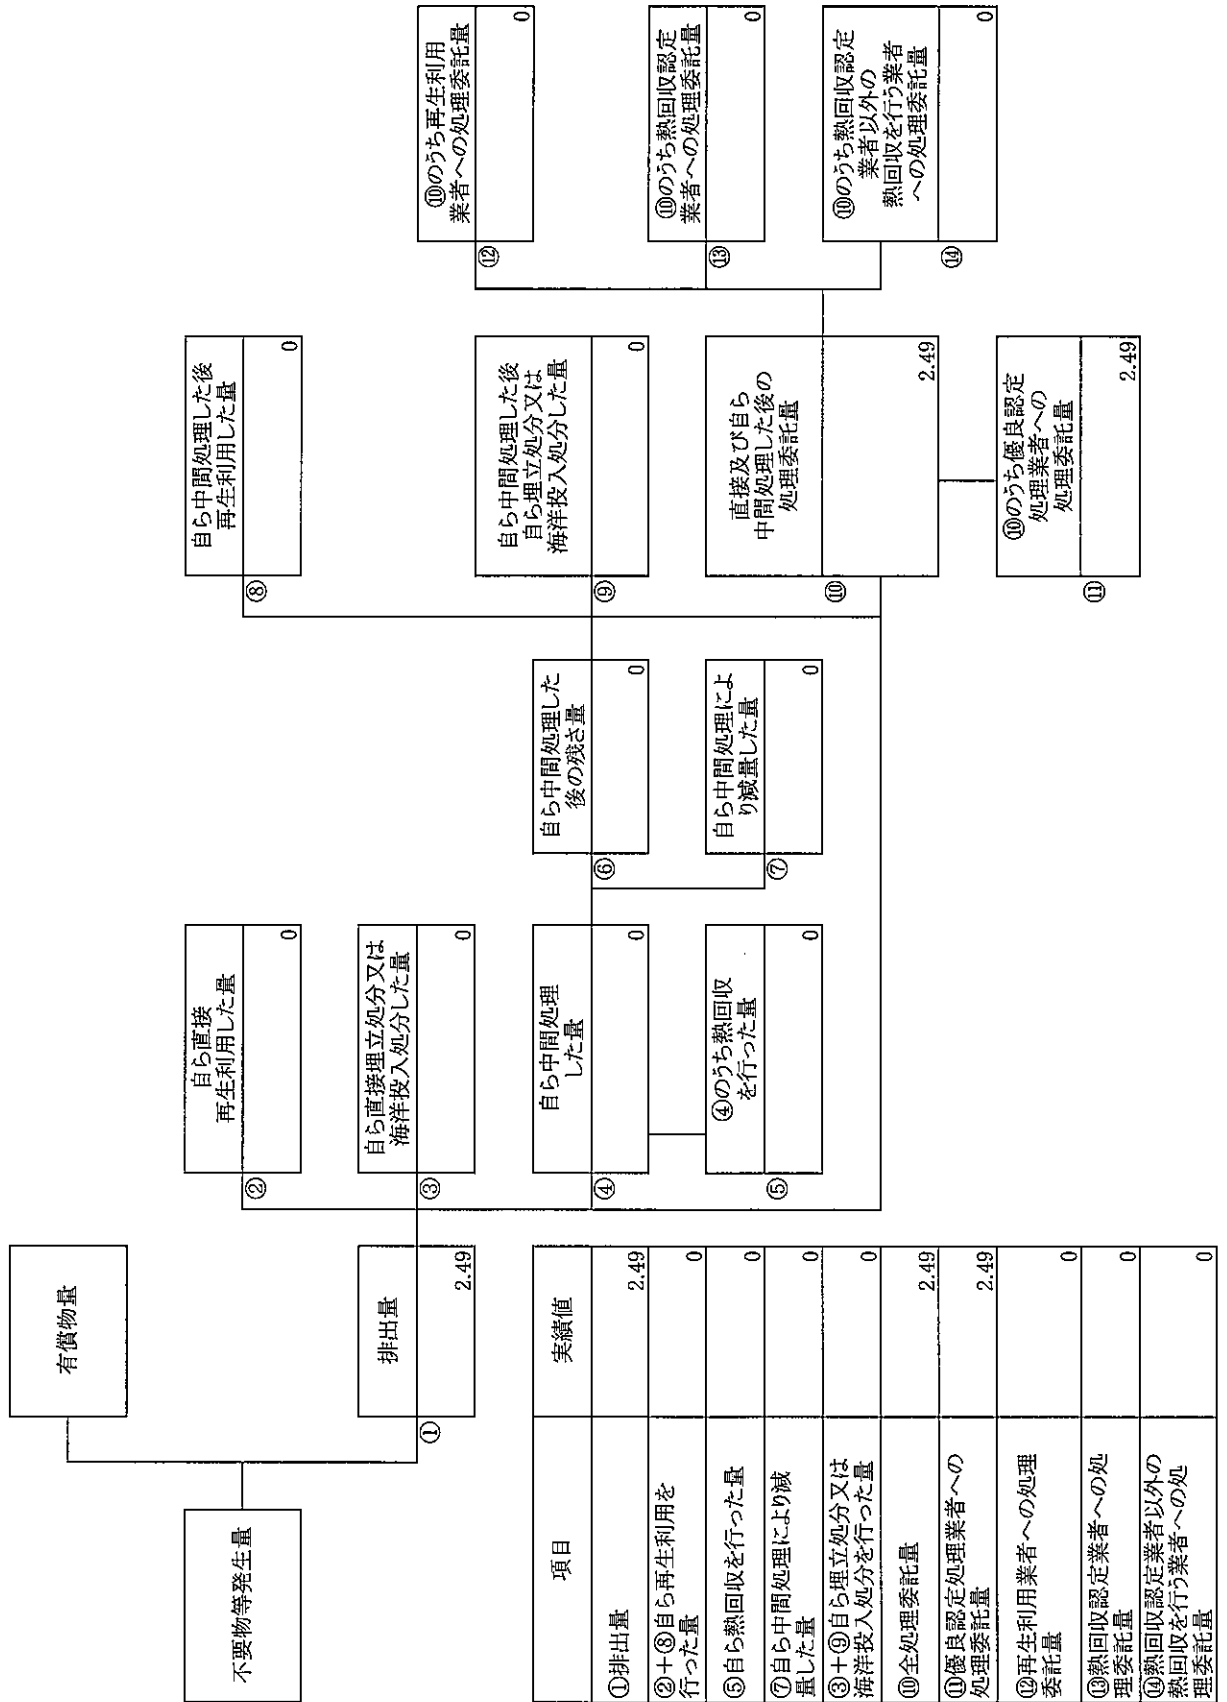 不要物等発生量
有償物量
①
排出量
2.49
②
自ら直接
再生利用した量
0
③
自ら直接埋立処分又は
海洋投入処分した量
0
④
自ら中間処理
した量
0
⑤
④のうち熱回収
を行った量
0
⑥
自ら中間処理した
後の残さ量
0
⑦
自ら中間処理によ
り減量した量
0
⑧
自ら中間処理した後
再生利用した量
0
⑨
自ら中間処理した後
自ら埋立処分又は
海洋投入処分した量
0
⑩
直接及び自ら
中間処理した後の
処理委託量
2.49
⑪
⑩のうち優良認定
処理業者への
処理委託量
2.49
⑫
⑩のうち再生利用
業者への処理委託量
0
⑬
⑩のうち熱回収認定
業者への処理委託量
0
⑭
⑩のうち熱回収認定
業者以外の
熱回収を行う業者
への処理委託量
0
項目 実績値
①排出量 2.49
②+⑧自ら再生利用を
行った量 0
⑤自ら熱回収を行った量 0
⑦自ら中間処理により減
量した量 0
③+⑨自ら埋立処分又は
海洋投入処分を行った量 0
⑩全処理委託量 2.49
⑪優良認定処理業者への
処理委託量 2.49
⑫再生利用業者への処理
委託量 0
⑬熱回収認定業者への処
理委託量 0
⑭熱回収認定業者以外の
熱回収を行う業者への処
理委託量 0